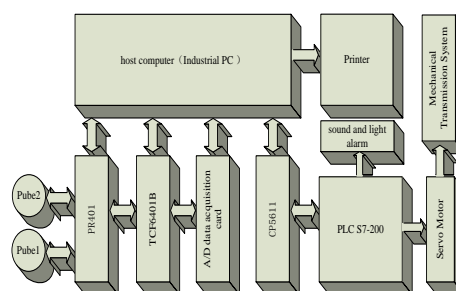 host computer（Industrial PC）
Printer
Mechanical
Transmission System
sound and light
alarm
Pube2
Pube1
PR401
TCF6401B
A/D data acquisition
card
CP5611
PLC S7-200
Servo Motor